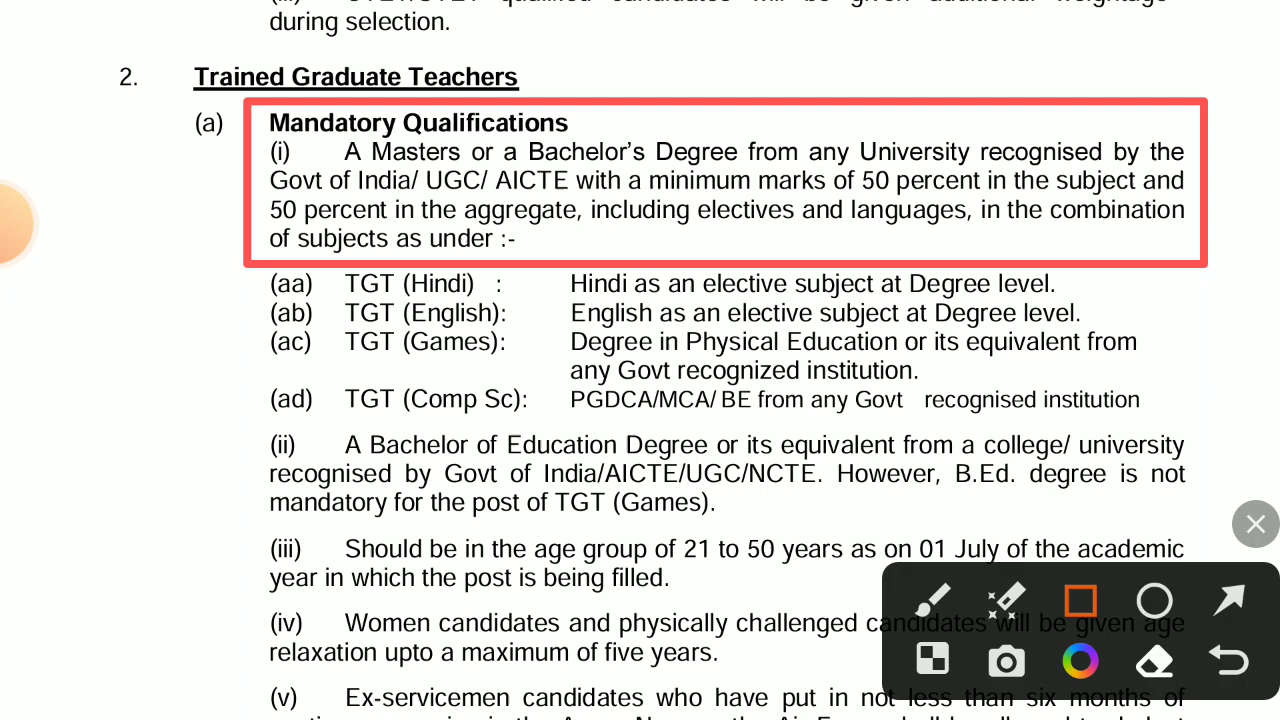 during selection.
2. Trained Graduate Teachers
(a) Mandatory Qualifications
(i) A Masters or a Bachelor's Degree from any University recognised by the
Govt of India/ UGC/ AICTE with a minimum marks of 50 percent in the subject and
50 percent in the aggregate, including electives and languages, in the combination
of subjects as under :-
(aa) TGT (Hindi) : Hindi as an elective subject at Degree level.
(ab) TGT (English): English as an elective subject at Degree level.
(ac) TGT (Games): Degree in Physical Education or its equivalent from
any Govt recognized institution.
(ad) TGT (Comp Sc): PGDCA/MCA/ BE from any Govt recognised institution
(ii) A Bachelor of Education Degree or its equivalent from a college/ university
recognised by Govt of India/AICTE/UGC/NCTE. However, B.Ed. degree is not
mandatory for the post of TGT (Games).
(iii) Should be in the age group of 21 to 50 years as on 01 July of the academic
year in which the post is being filled.
(iv) Women candidates and physically challenged candidates will be given age
relaxation upto a maximum of five years.
(v) Ex-servicemen candidates who have put in not less than six months of